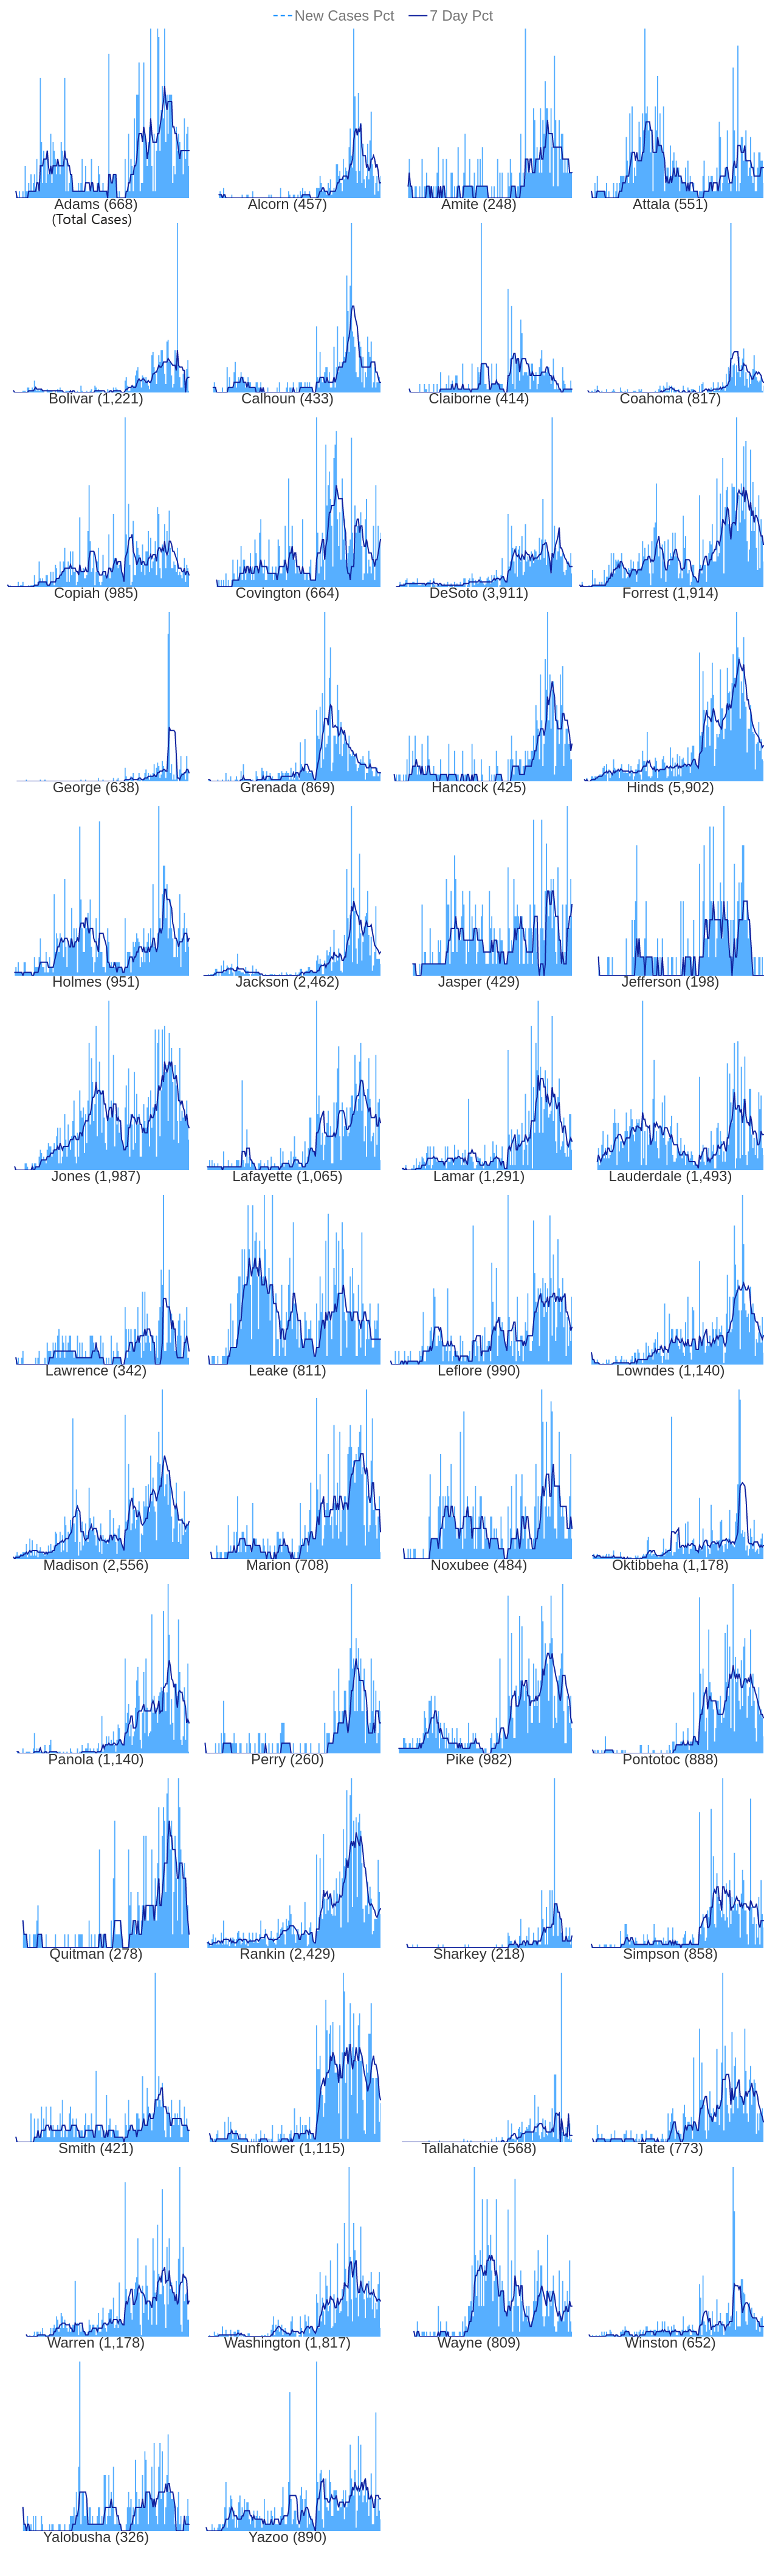 New Cases Pct 7 Day Pct
Adams (668) Alcorn (457) Amite (248) Attala (551)
(Total Cases)
Bolivar (1,221) Calhoun (433) Claiborne (414) Coahoma (817)
Copiah (985) Covington (664) DeSoto (3,911) Forrest (1,914)
George (638) Grenada (869) Hancock (425) Hinds (5,902)
Holmes (951) Jackson (2,462) Jasper (429) Jefferson (198)
Jones (1,987) Lafayette (1,065) Lamar (1,291) Lauderdale (1,493)
Lawrence (342) Leake (811) Leflore (990) Lowndes (1,140)
Madison (2,556) Marion (708) Noxubee (484) Oktibbeha (1,178)
Panola (1,140) Perry (260) Pike (982) Pontotoc (888)
Quitman (278) Rankin (2,429) Sharkey (218) Simpson (858)
Smith (421) Sunflower (1,115) Tallahatchie (568) Tate (773)
Warren (1,178) Washington (1,817) Wayne (809) Winston (652)
Yalobusha (326) Yazoo (890)